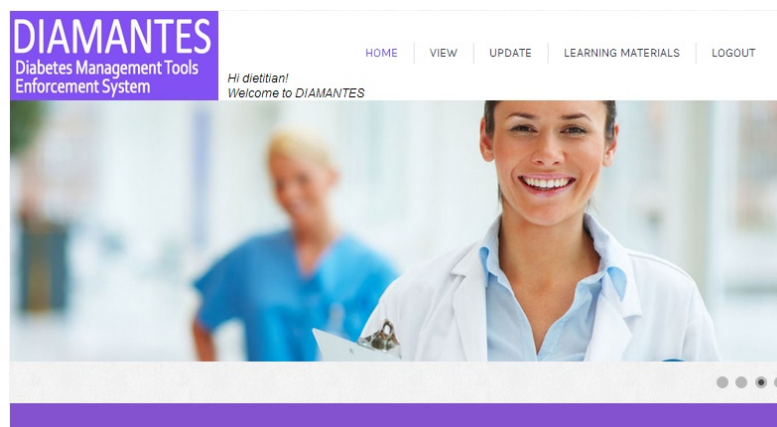 DIAMANTES
Diabetes Management Tools
Enforcement System
Hi dietitian!
Welcome to DIAMANTES
HOME
VIEW
UPDATE
LEARNING MATERIALS
LOGOUT